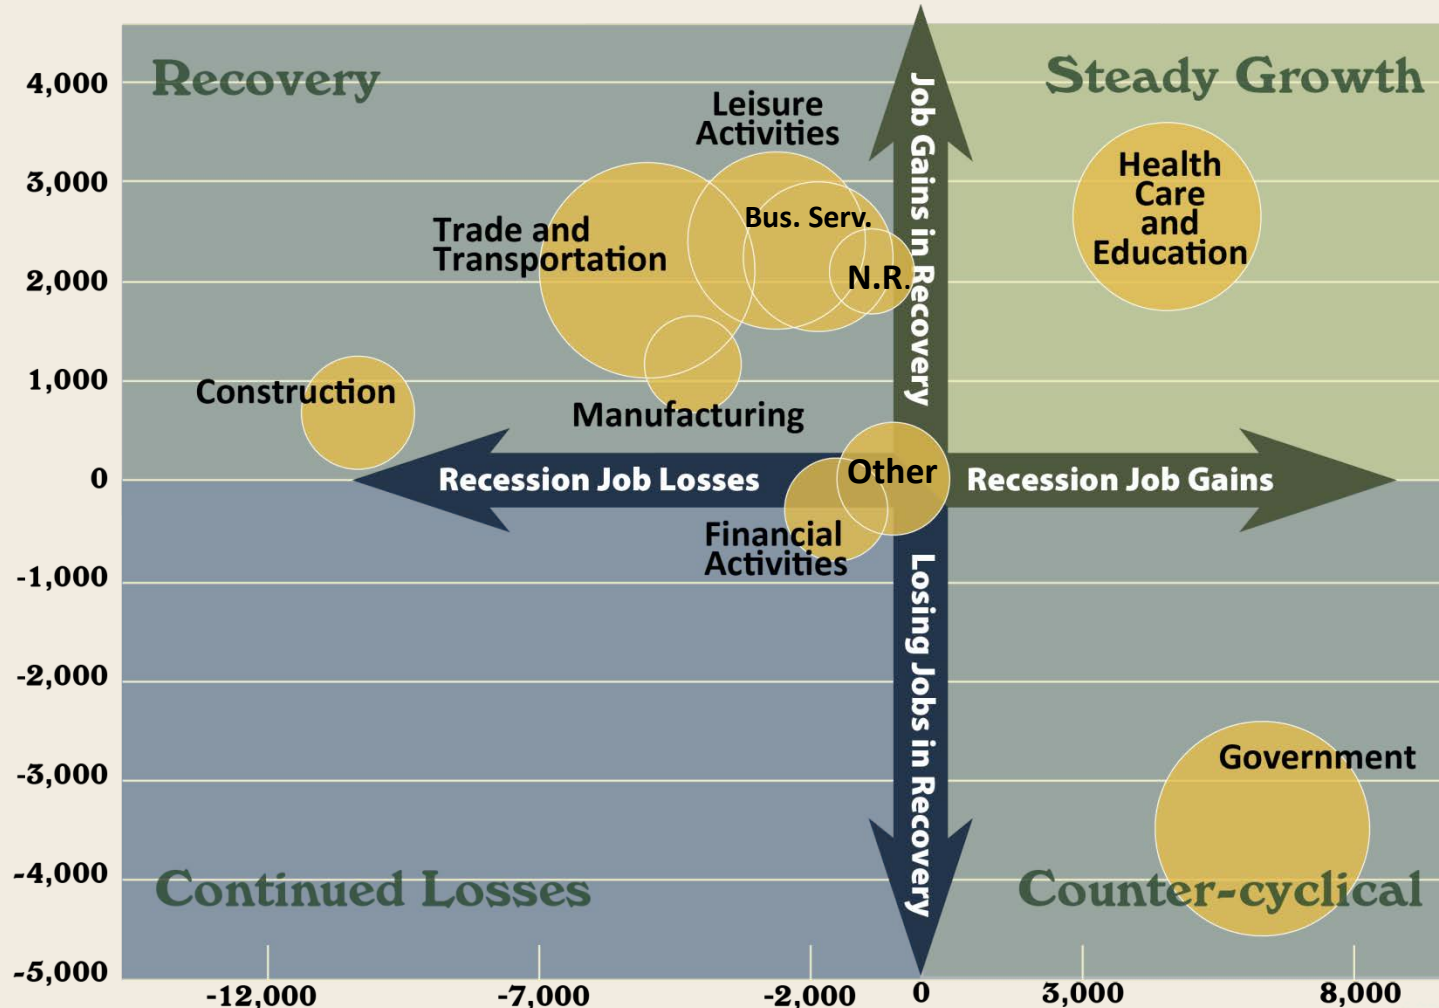 Recovery
Steady Growth
4,000
3,000
2,000
1,000
0
-1,000
-2,000
-3,000
-4,000
-5,000
Leisure
Activities
Health
Care
and
Education
Bus. Serv.
Trade and
Transportation
N.R.
Construction
Manufacturing
Job Gains in Recovery
Recession Job Losses
Other
Recession Job Gains
Financial
Activities
Losing Jobs in Recovery
Government
Continued Losses
Counter-cyclical
-12,000
-7,000
-2,000
0
3,000
8,000